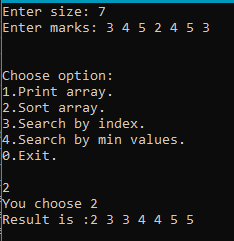 Enter size: 7
Enter marks: 3 4 5 2 4 5 3
Choose option:
1.Print array.
2.Sort array.
3.Search by index.
4.Search by min values.
0.Exit.
2
You choose 2
Result is :2 3 3 4 4 5 5